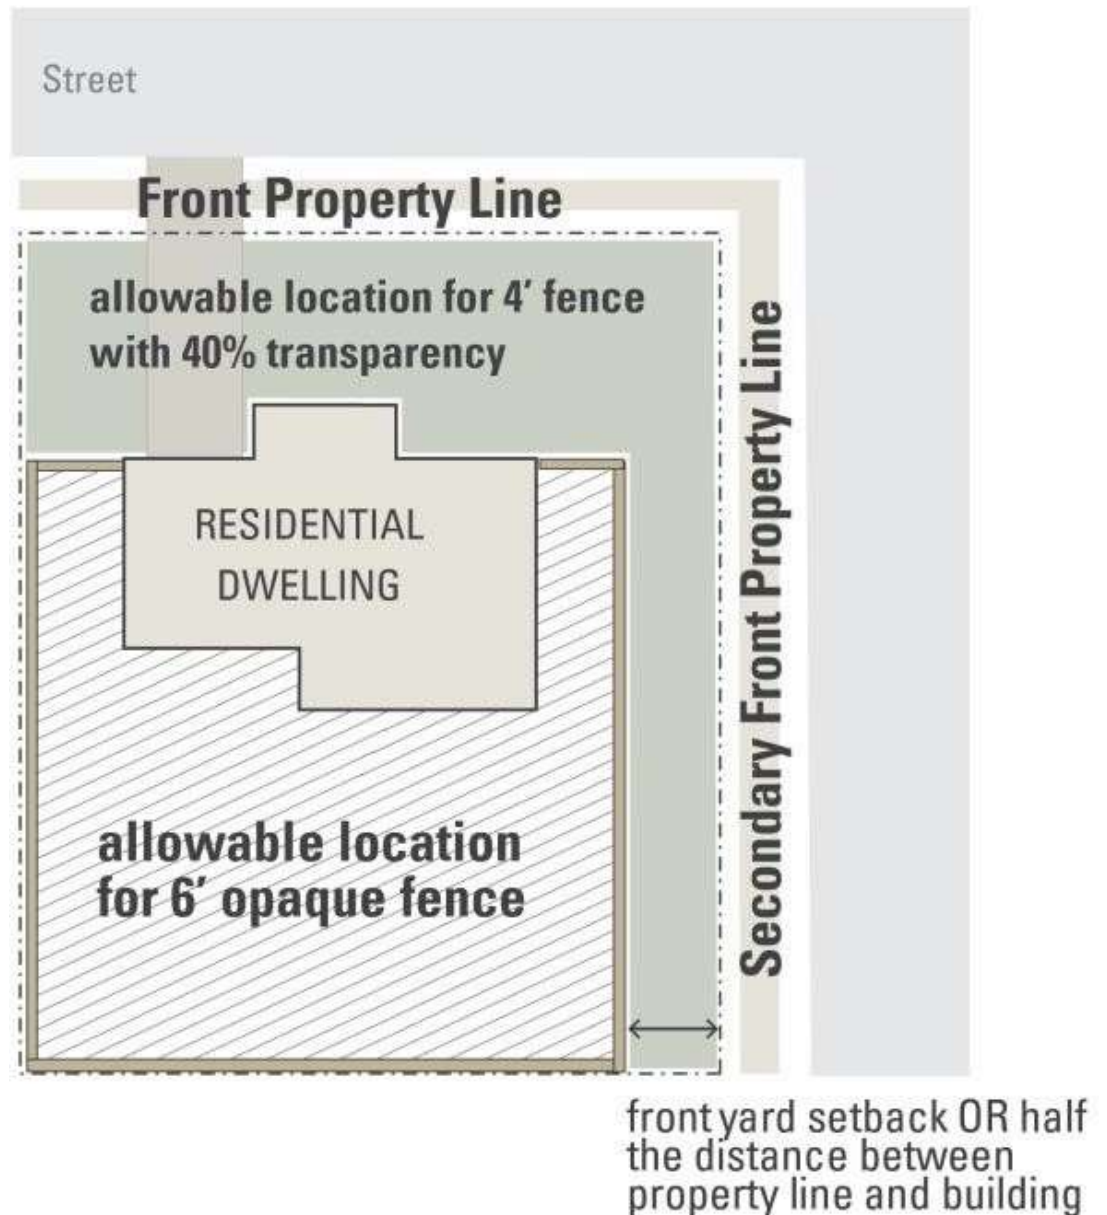 Street
Front Property Line
allowable location for 4′ fence
with 40% transparency
Secondary Front Property Line
RESIDENTIAL
DWELLING
allowable location
for 6′ opaque fence
front yard setback OR half
the distance between
property line and building